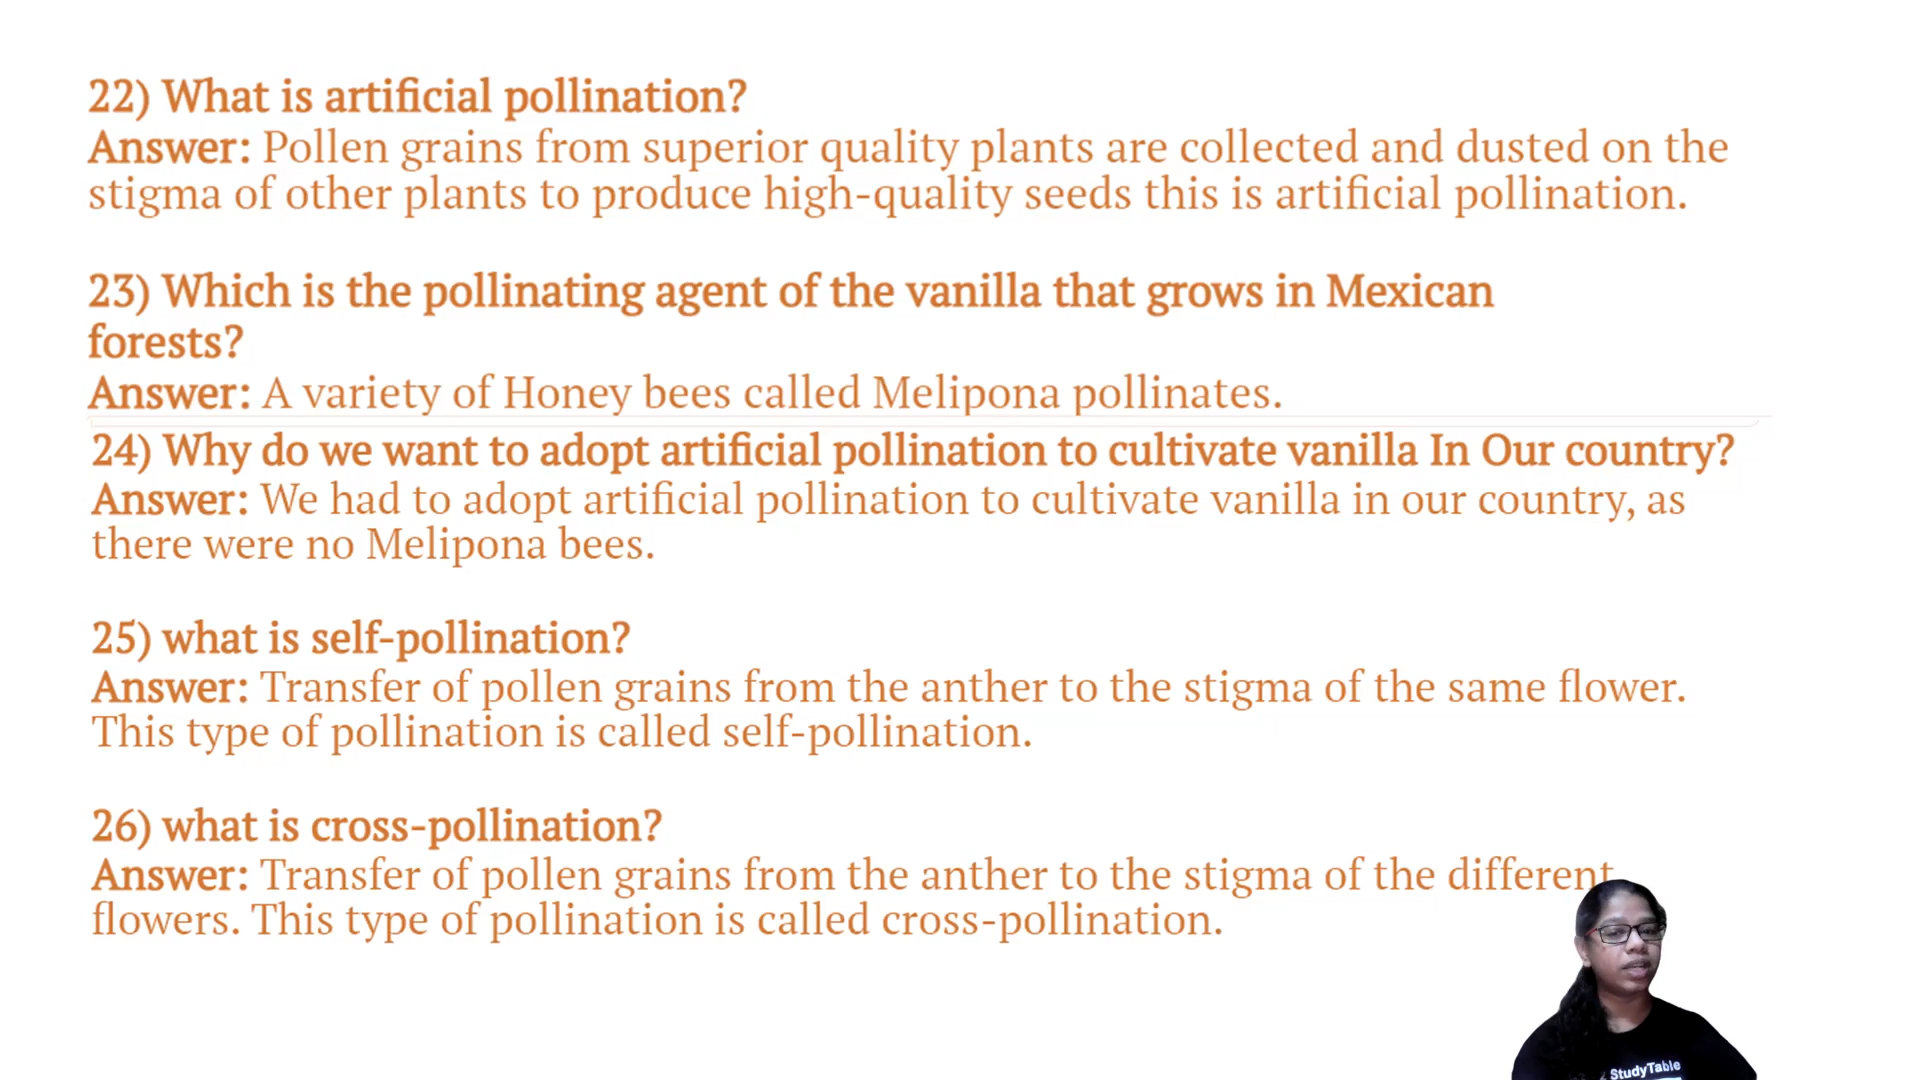 22) What is artificial pollination?
Answer: Pollen grains from superior quality plants are collected and dusted on the
stigma of other plants to produce high-quality seeds this is artificial pollination.
23) Which is the pollinating agent of the vanilla that grows in Mexican
forests?
Answer: A variety of Honey bees called Melipona pollinates.
24) Why do we want to adopt artificial pollination to cultivate vanilla In Our country?
Answer: We had to adopt artificial pollination to cultivate vanilla in our country, as
there were no Melipona bees.
25) what is self-pollination?
Answer: Transfer of pollen grains from the anther to the stigma of the same flower.
This type of pollination is called self-pollination.
26) what is cross-pollination?
Answer: Transfer of pollen grains from the anther to the stigma of the different
flowers. This type of pollination is called cross-pollination.
StudyTable